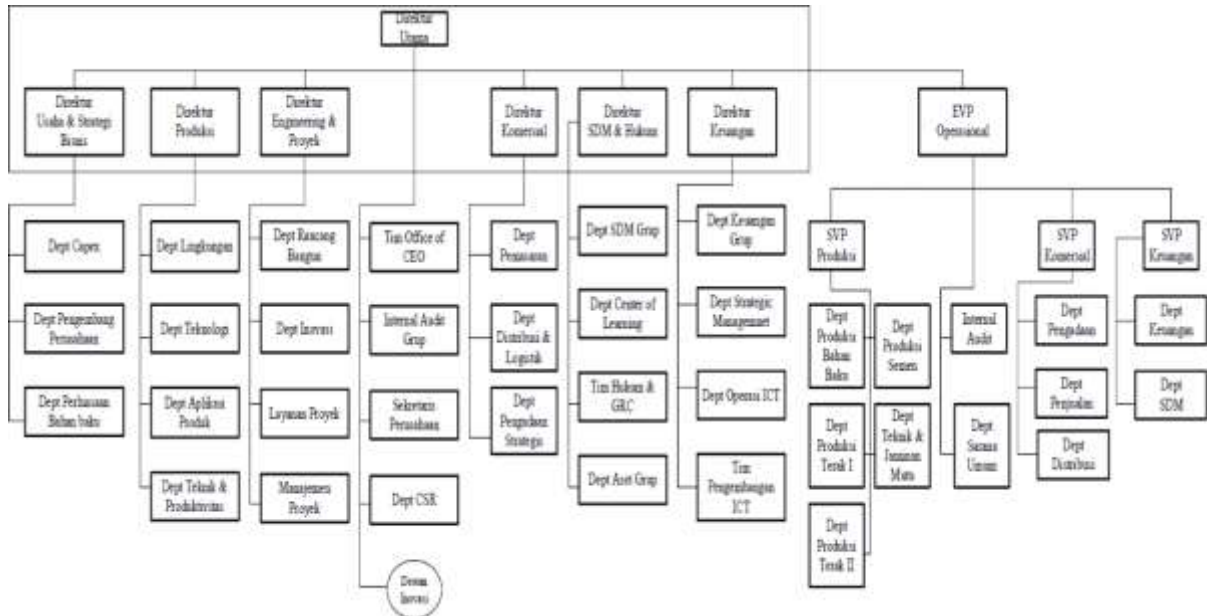 Direktur
Utama
Direktur
Usaha & Strategi
Bisnis
Direktur
Produksi
Direktur
Engineering &
Proyek
Direktur
Komersial
Direktur
SDM & Hukum
Direktur
Keuangan
EVP
Operasional
Dept Capex
Dept Pengembang
Perusahaan
Dept Perluasan
Bahan baku
Dept Lingkungan
Dept Teknologi
Dept Aplikasi
Produk
Dept Teknik &
Produktivitas
Dept Rancang
Bangun
Dept Inovasi
Layanan Proyek
Manajemen
Proyek
Tim Office of
CEO
Internal Audit
Grup
Sekretaris
Perusahaan
Dept CSR
Dewan
Inovasi
Dept
Pemasaran
Dept
Distribusi &
Logistik
Dept
Pengadaan
Strategis
Dept SDM Grup
Dept Center of
Learning
Tim Hukum &
GRC
Dept Aset Grup
Dept Keuangan
Grup
Dept Strategic
Managemnet
Dept Operasi ICT
Tim
Pengembangan
ICT
SVP
Produksi
Dept
Produksi
Bahan
Baku
Dept
Produksi
Terak I
Dept
Produksi
Terak II
Dept
Produksi
Semen
Dept
Teknik &
Jaminan
Mutu
Internal
Audit
Dept
Sarana
Umum
SVP
Komersial
Dept
Pengadaan
Dept
Penjualan
Dept
Distribusi
SVP
Keuangan
Dept
Keuangan
Dept
SDM